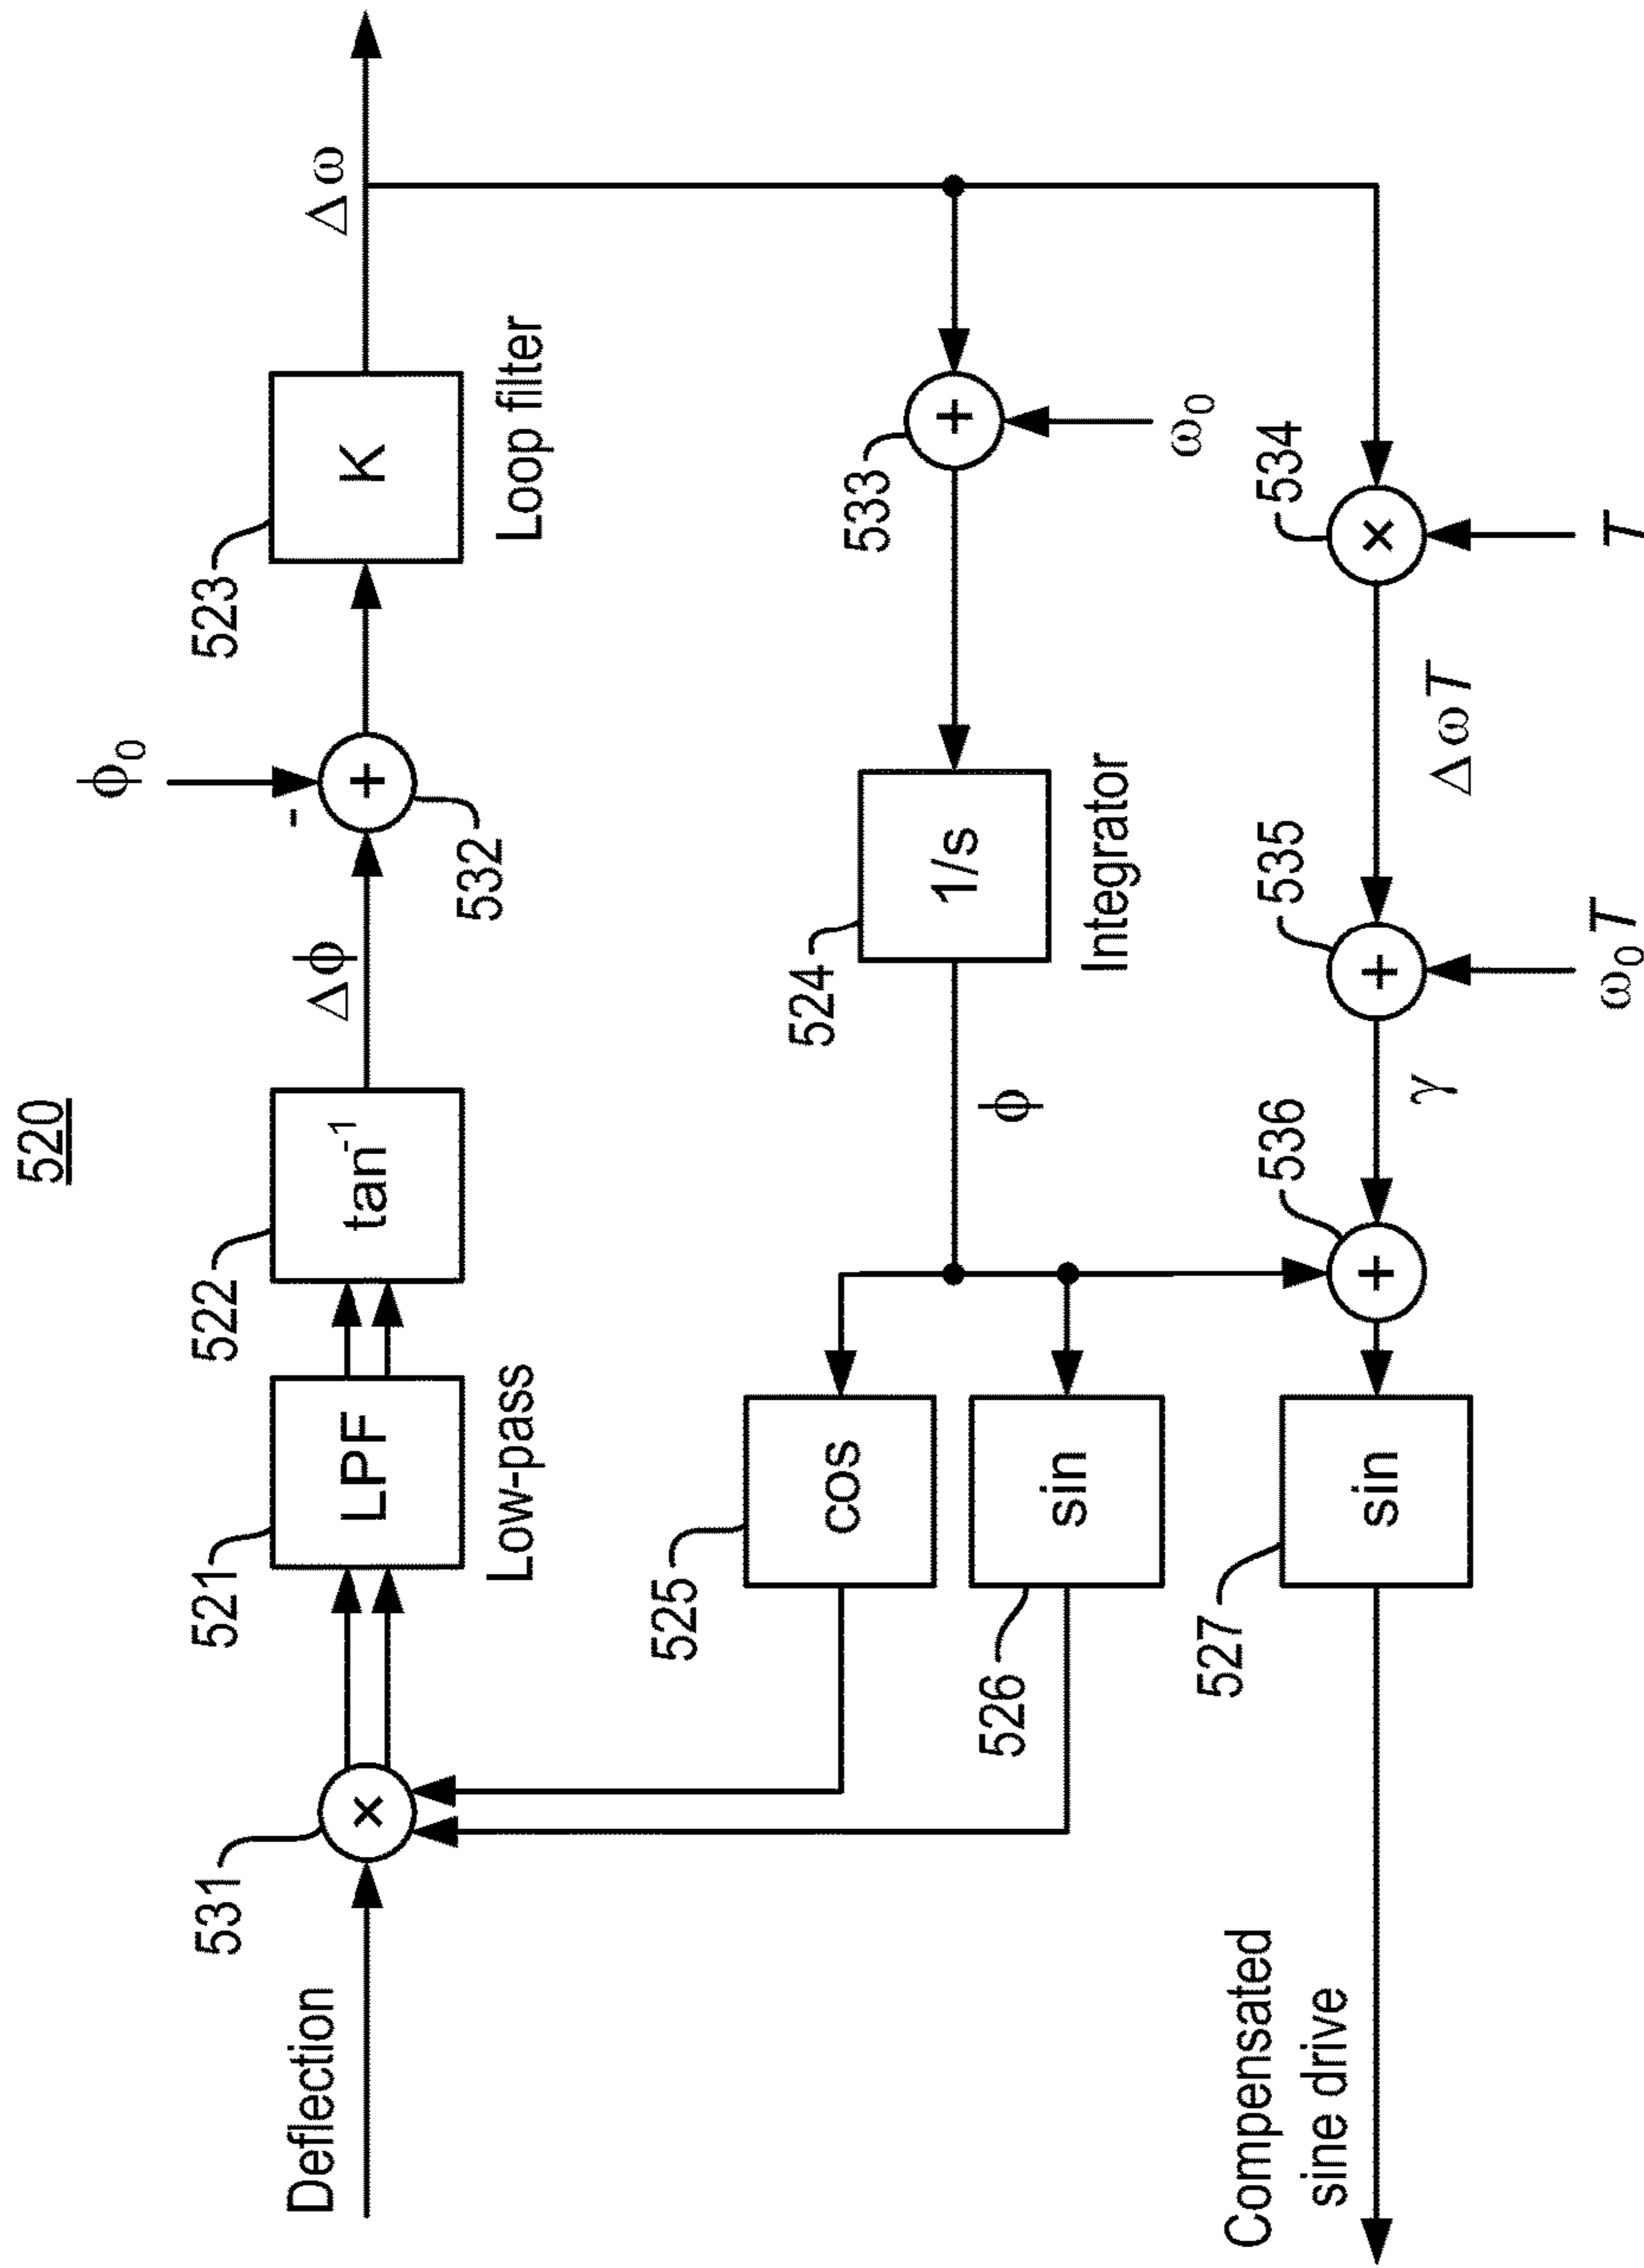 520
ϕ0
Δϕ
Δω
531
521
522
523
532
×
LPF
tan-1
+
-
K
Deflection
Low-pass
Loop filter
524
533
ϕ
1/s
+
Integrator
ω0
525
cos
526
sin
527
sin
536
+
γ
535
+
ω0T
ΔωT
534
×
T
Compensated
sine drive